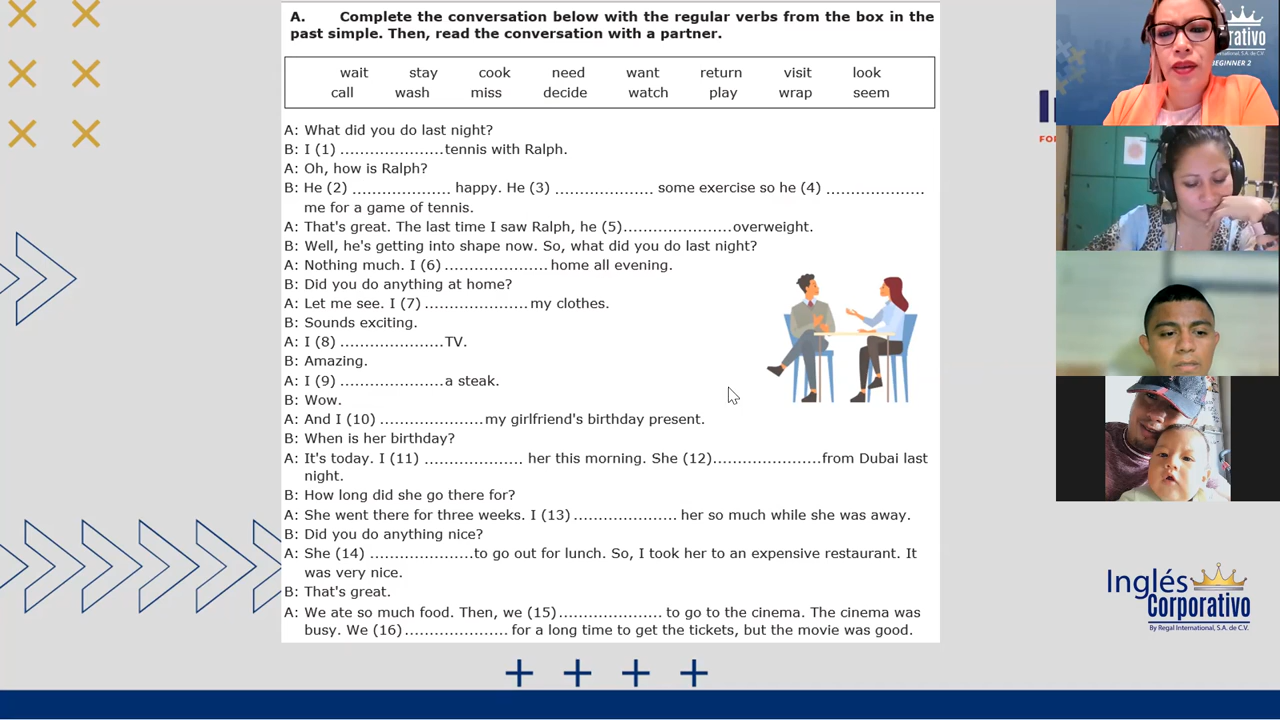 A. Complete the conversation below with the regular verbs from the box in the
past simple. Then, read the conversation with a partner.
wait stay cook need want return visit look
call wash miss decide watch play wrap seem
A: What did you do last night?
B: I (1) .....................tennis with Ralph.
A: Oh, how is Ralph?
B: He (2) .................... happy. He (3) .................... some exercise so he (4) ....................
me for a game of tennis.
A: That's great. The last time I saw Ralph, he (5)......................overweight.
B: Well, he's getting into shape now. So, what did you do last night?
A: Nothing much. I (6) ..................... home all evening.
B: Did you do anything at home?
A: Let me see. I (7) .....................my clothes.
B: Sounds exciting.
A: I (8) .....................TV.
B: Amazing.
A: I (9) .....................a steak.
B: Wow.
A: And I (10) .....................my girlfriend's birthday present.
B: When is her birthday?
A: It's today. I (11) .................... her this morning. She (12)......................from Dubai last
night.
B: How long did she go there for?
A: She went there for three weeks. I (13) ..................... her so much while she was away.
B: Did you do anything nice?
A: She (14) .....................to go out for lunch. So, I took her to an expensive restaurant. It
was very nice.
B: That's great.
A: We ate so much food. Then, we (15)..................... to go to the cinema. The cinema was
busy. We (16)..................... for a long time to get the tickets, but the movie was good.
Inglés
Corporativo
By Regal International, S.A. de C.V.